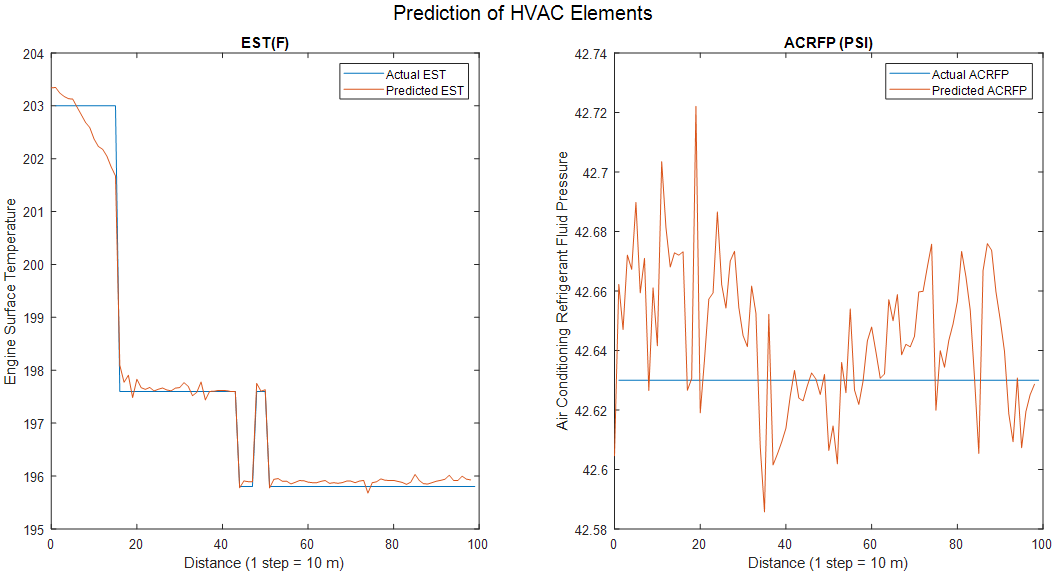 Prediction of HVAC Elements
EST(F)
Actual EST
Predicted EST
Engine Surface Temperature
204
203
202
201
200
199
198
197
196
195
0
20
40
60
80
100
Distance (1 step = 10 m)
ACRFP (PSI)
Actual ACRFP
Predicted ACRFP
Air Conditioning Refrigerant Fluid Pressure
42.74
42.72
42.7
42.68
42.66
42.64
42.62
42.6
42.58
0
20
40
60
80
100
Distance (1 step = 10 m)